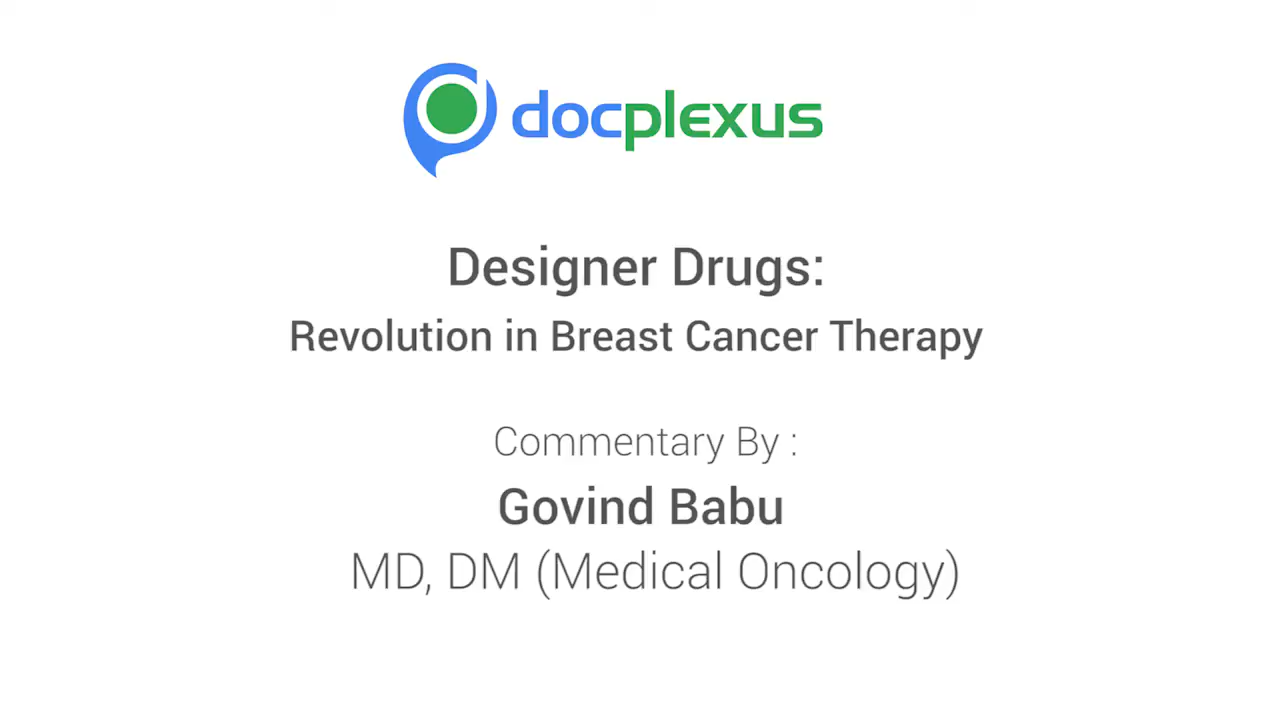 docplexus
Designer Drugs:
Revolution in Breast Cancer Therapy
Commentary By :
Govind Babu
MD, DM (Medical Oncology)